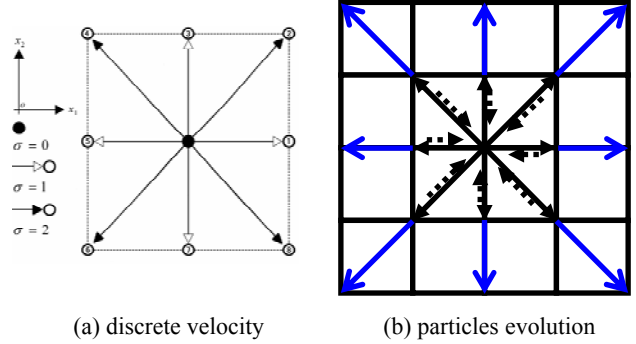 x₂
x₁
o
σ = 0
σ = 1
σ = 2
4 3 2
5 1
6 7 8
(a) discrete velocity
(b) particles evolution